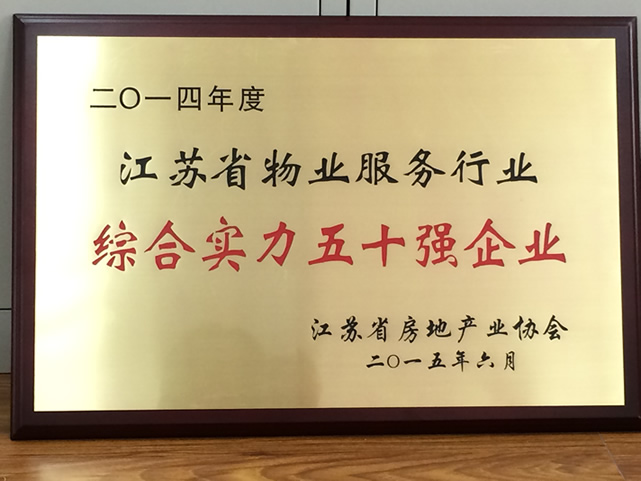 二〇一四年度
江苏省物业服务行业
综合实力五十强企业
江苏省房地产业协会
二〇一五年六月